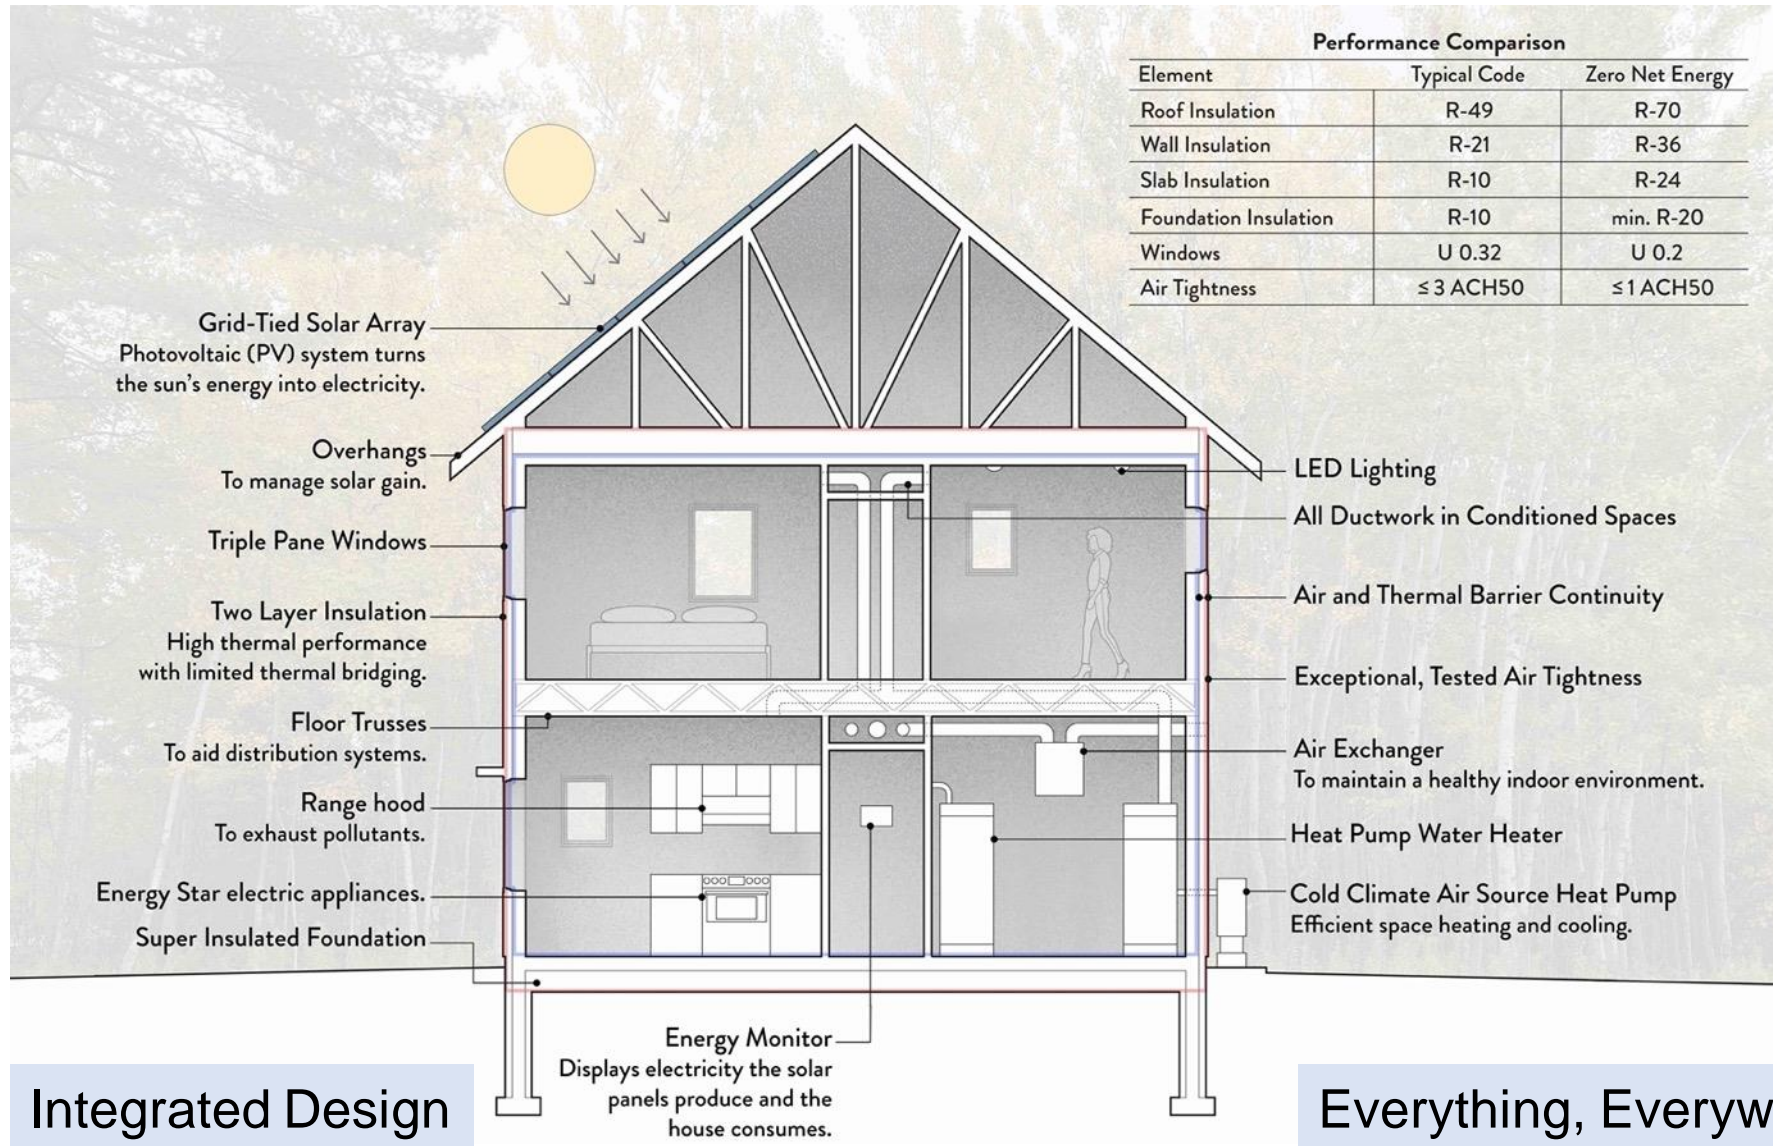 Performance Comparison
Element Typical Code Zero Net Energy
Roof Insulation R-49 R-70
Wall Insulation R-21 R-36
Slab Insulation R-10 R-24
Foundation Insulation R-10 min. R-20
Windows U 0.32 U 0.2
Air Tightness ≤ 3 ACH50 ≤ 1 ACH50
Grid-Tied Solar Array
Photovoltaic (PV) system turns
the sun's energy into electricity.
Overhangs
To manage solar gain.
Triple Pane Windows
Two Layer Insulation
High thermal performance
with limited thermal bridging.
Floor Trusses
To aid distribution systems.
Range hood
To exhaust pollutants.
Energy Star electric appliances.
Super Insulated Foundation
LED Lighting
All Ductwork in Conditioned Spaces
Air and Thermal Barrier Continuity
Exceptional, Tested Air Tightness
Air Exchanger
To maintain a healthy indoor environment.
Heat Pump Water Heater
Cold Climate Air Source Heat Pump
Efficient space heating and cooling.
Energy Monitor
Displays electricity the solar
panels produce and the
house consumes.
Integrated Design
Everything, Everyw